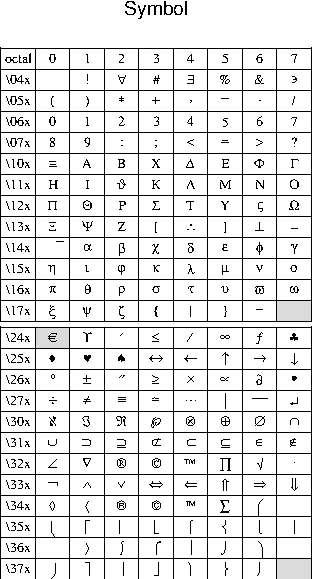 Symbol
octal 0 1 2 3 4 5 6 7
\04x ! ∀ # ∃ % & ∋
\05x ( ) ∗ + , − . /
\06x 0 1 2 3 4 5 6 7
\07x 8 9 : ; < = > ?
\10x ≅ Α Β Χ Δ Ε Φ Γ
\11x Η Ι ϑ Κ Λ Μ Ν Ο
\12x Π Θ Ρ Σ Τ Υ ς Ω
\13x Ξ Ψ Ζ [ ∴ ] ⊥ _
\14x ‾ α β χ δ ε φ γ
\15x η ι ϕ κ λ μ ν ο
\16x π θ ρ σ τ υ ϖ ω
\17x ξ ψ ζ { | } ∼
\24x € ϒ ′ ≤ ⁄ ∞ ƒ ♣
\25x ♦ ♥ ♠ ↔ ← ↑ → ↓
\26x ° ± ″ ≥ × ∝ ∂ •
\27x ÷ ≠ ≡ ≈ … | — ↵
\30x ℵ ℑ ℜ ℘ ⊗ ⊕ ∅ ∩
\31x ∪ ⊃ ⊇ ⊄ ⊂ ⊆ ∈ ∉
\32x ∠ ∇ ® © ™ ∏ √ ⋅
\33x ¬ ∧ ∨ ⇔ ⇐ ⇑ ⇒ ⇓
\34x ◊ 〈 ® © ™ ∑ ⎛ ⎜
\35x ⎝ ⎡ ⎢ ⎣ ⎧ ⎨ ⎩ ⎪
\36x 〉 ∫ ⌠ ⎮ ⌡ ⎞ ⎟
\37x ⎠ ⎤ ⎥ ⎦ ⎫ ⎬ ⎭